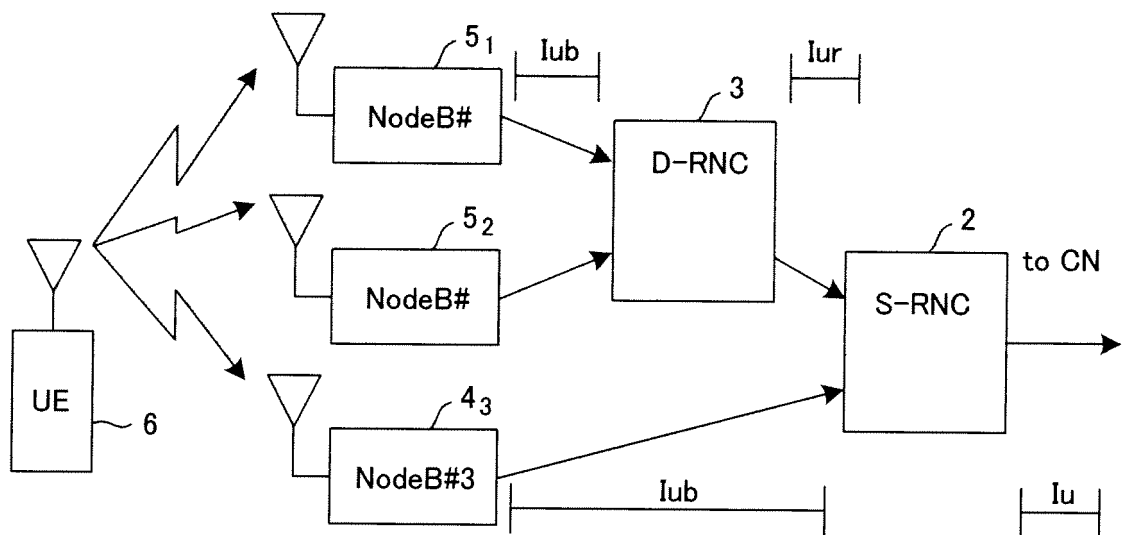 5₁
Iub
Iur
NodeB#
3
D-RNC
5₂
NodeB#
2
to CN
S-RNC
UE
6
4₃
NodeB#3
Iub
Iu